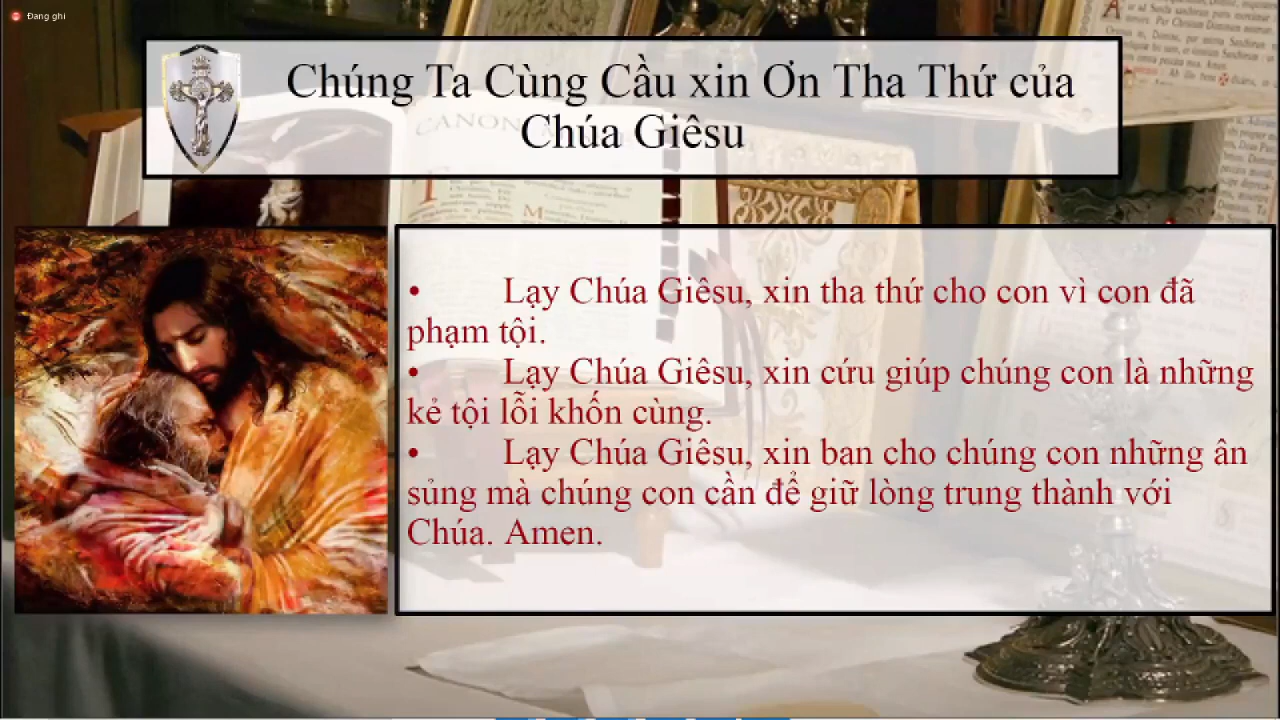 Đang ghi
Chúng Ta Cùng Cầu xin Ơn Tha Thứ của
Chúa Giêsu
• Lạy Chúa Giêsu, xin tha thứ cho con vì con đã
phạm tội.
• Lạy Chúa Giêsu, xin cứu giúp chúng con là những
kẻ tội lỗi khốn cùng.
• Lạy Chúa Giêsu, xin ban cho chúng con những ân
sủng mà chúng con cần để giữ lòng trung thành với
Chúa. Amen.